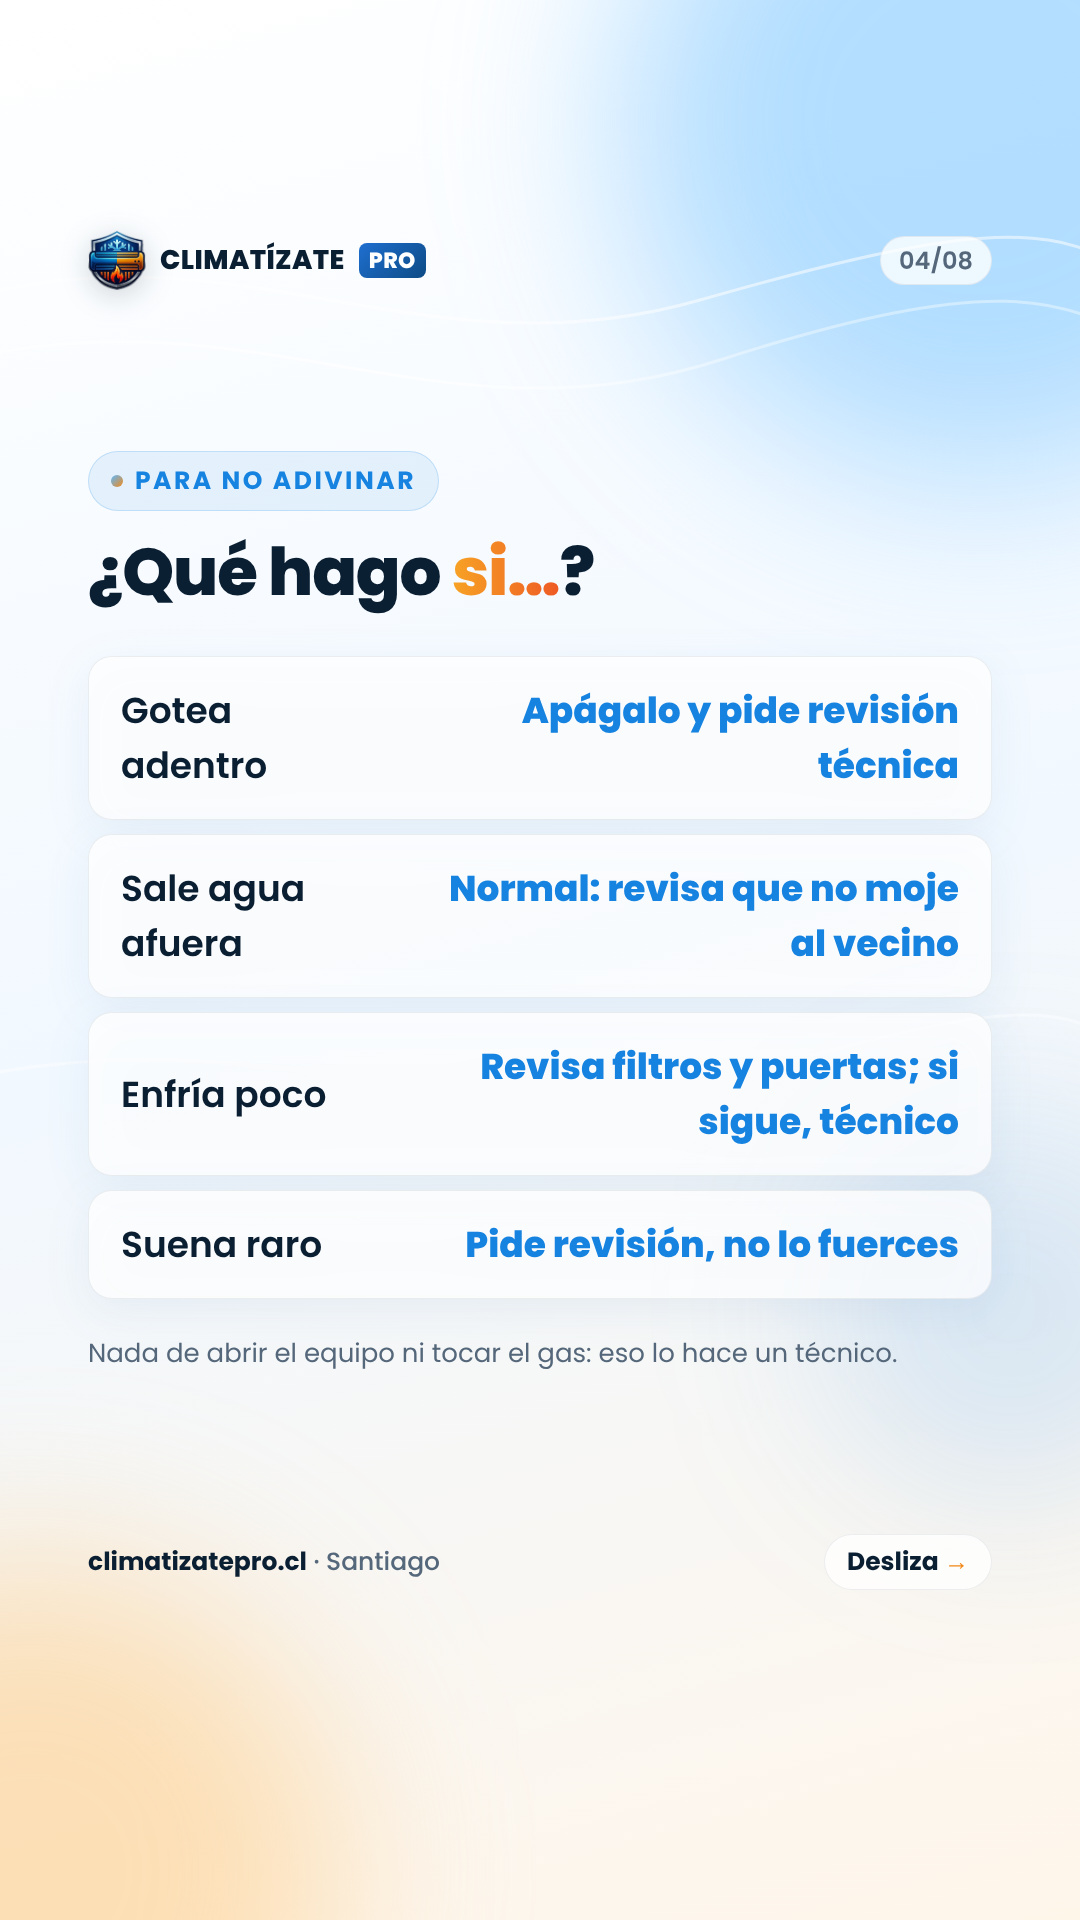 CLIMATÍZATE PRO
04/08
PARA NO ADIVINAR
¿Qué hago si...?
Gotea
adentro
Apágalo y pide revisión
técnica
Sale agua
afuera
Normal: revisa que no moje
al vecino
Enfría poco
Revisa filtros y puertas; si
sigue, técnico
Suena raro
Pide revisión, no lo fuerces
Nada de abrir el equipo ni tocar el gas: eso lo hace un técnico.
climatizatepro.cl · Santiago
Desliza →